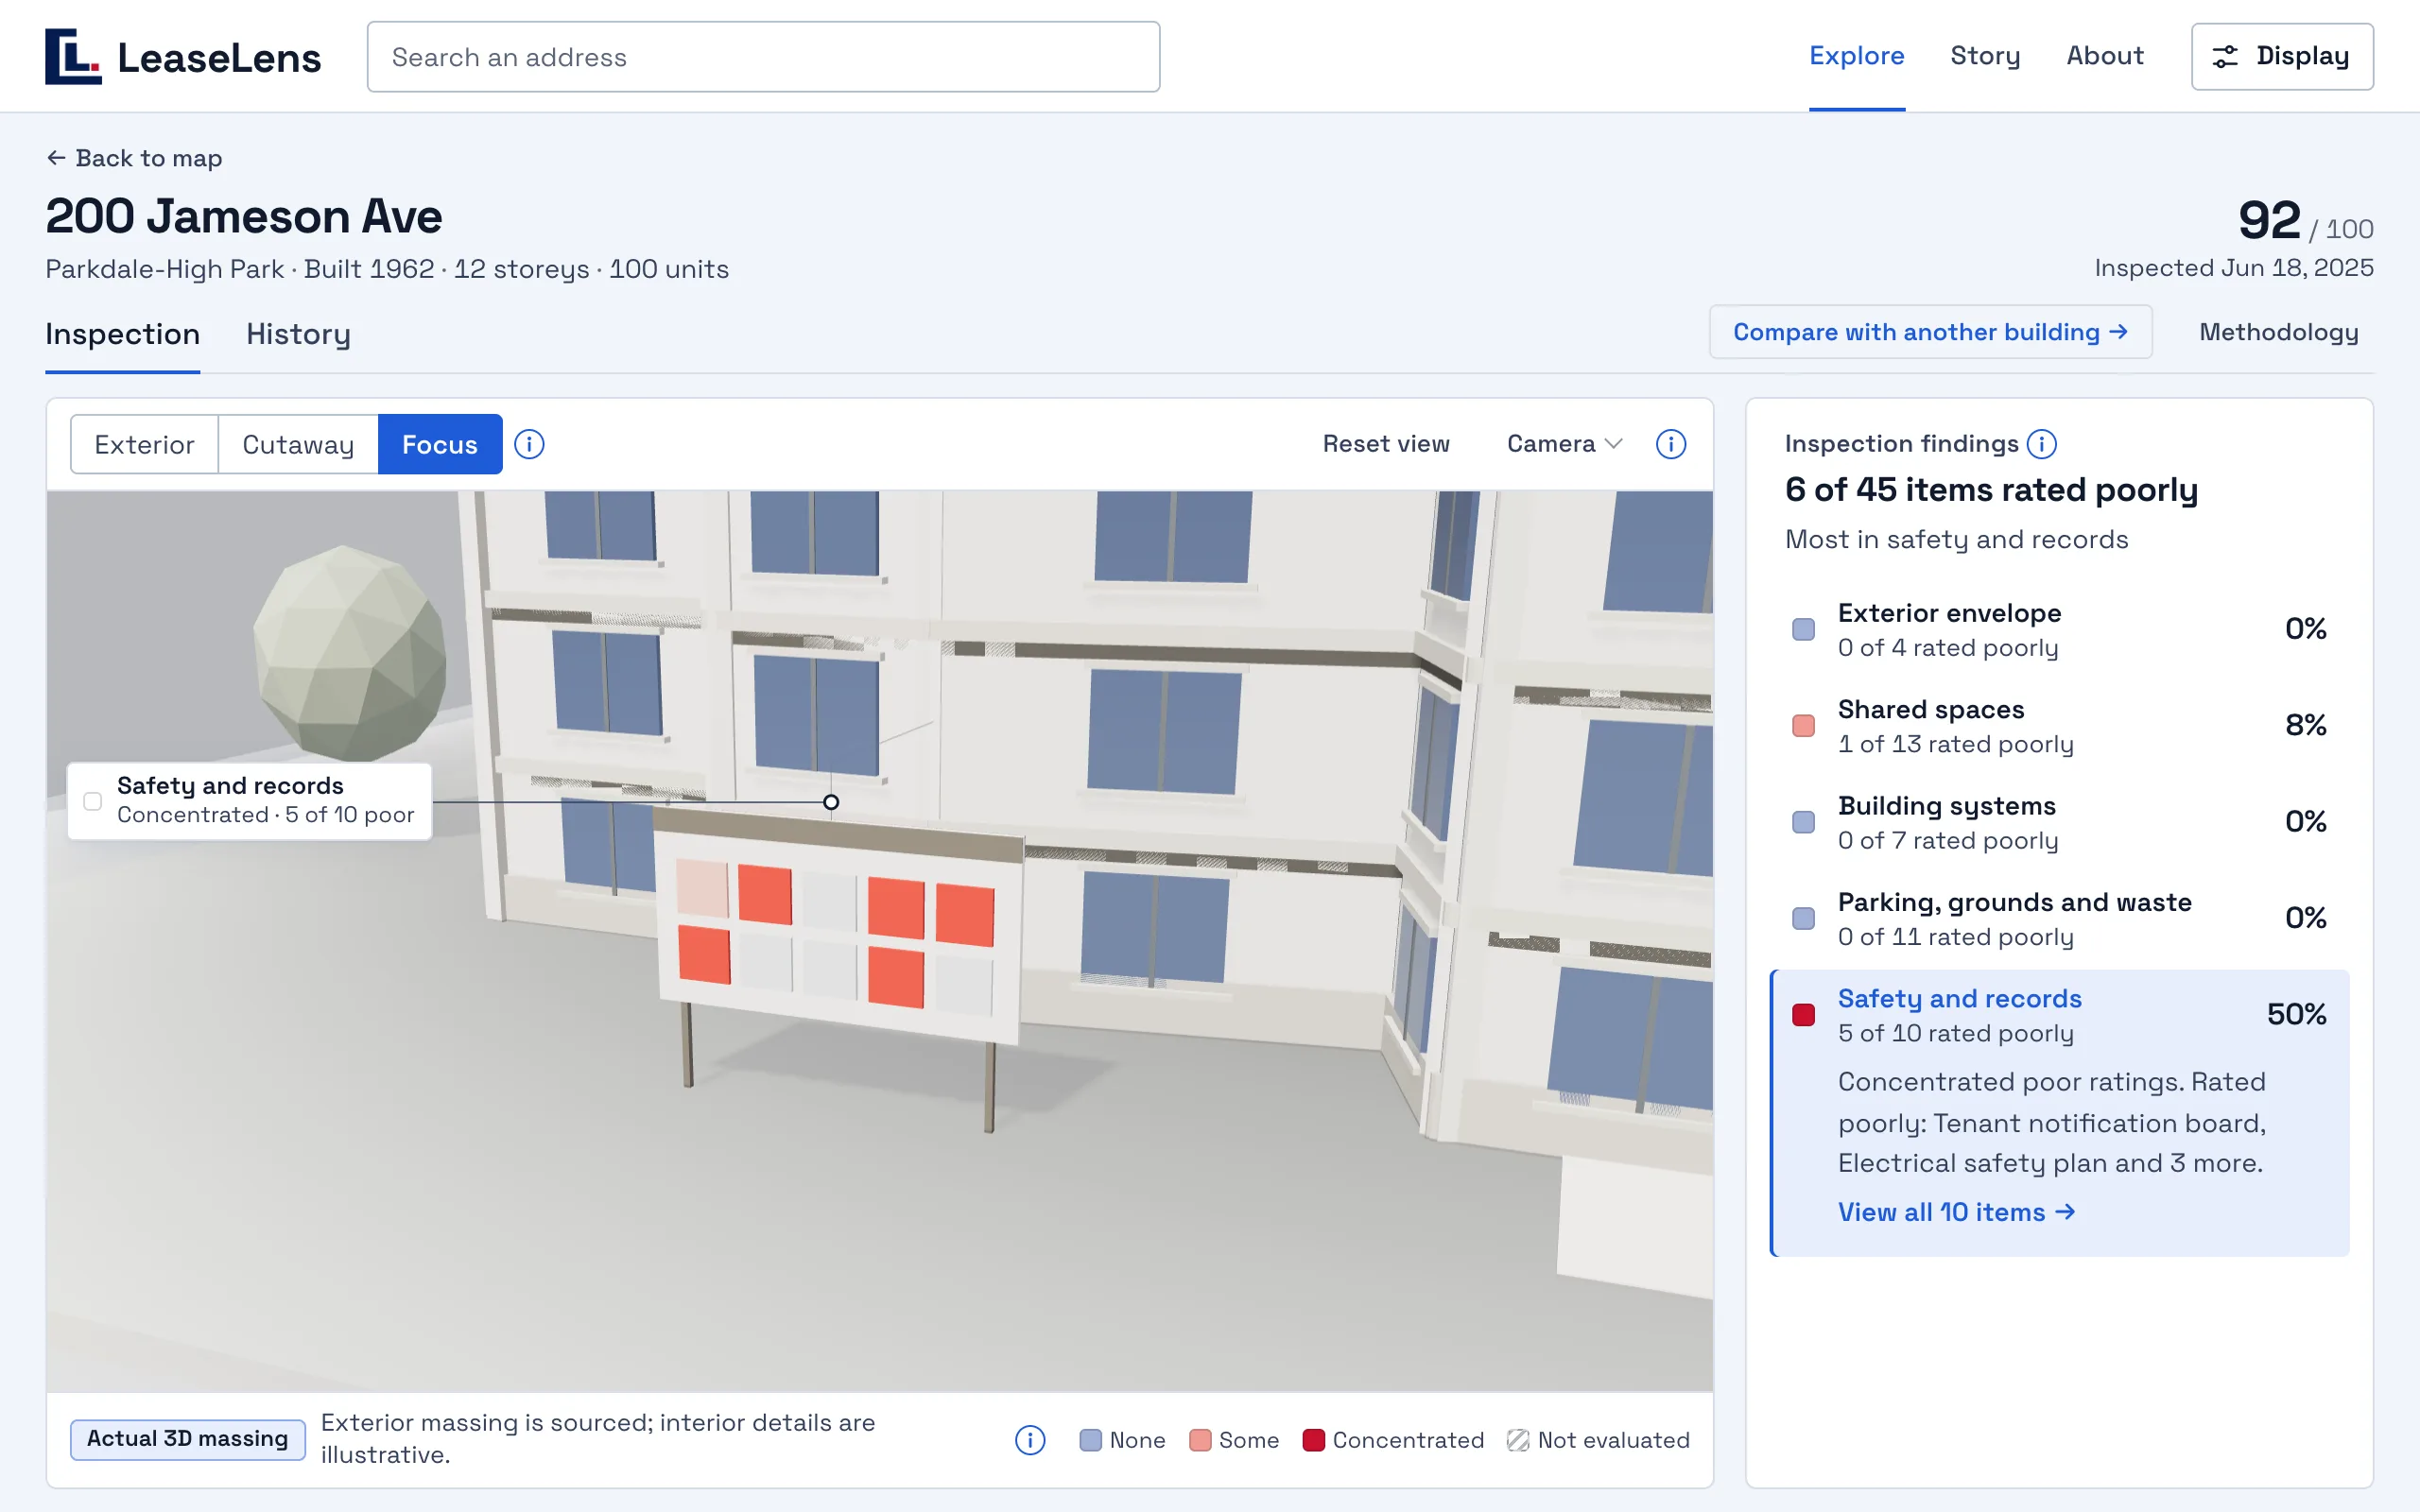 LeaseLens
Search an address
Explore
Story
About
Display
← Back to map
200 Jameson Ave
92 / 100
Parkdale-High Park · Built 1962 · 12 storeys · 100 units
Inspected Jun 18, 2025
Inspection
History
Compare with another building →
Methodology
Exterior
Cutaway
Focus
Reset view
Camera
Safety and records
Concentrated · 5 of 10 poor
Actual 3D massing
Exterior massing is sourced; interior details are
illustrative.
None
Some
Concentrated
Not evaluated
Inspection findings
6 of 45 items rated poorly
Most in safety and records
Exterior envelope
0 of 4 rated poorly
0%
Shared spaces
1 of 13 rated poorly
8%
Building systems
0 of 7 rated poorly
0%
Parking, grounds and waste
0 of 11 rated poorly
0%
Safety and records
5 of 10 rated poorly
50%
Concentrated poor ratings. Rated
poorly: Tenant notification board,
Electrical safety plan and 3 more.
View all 10 items →